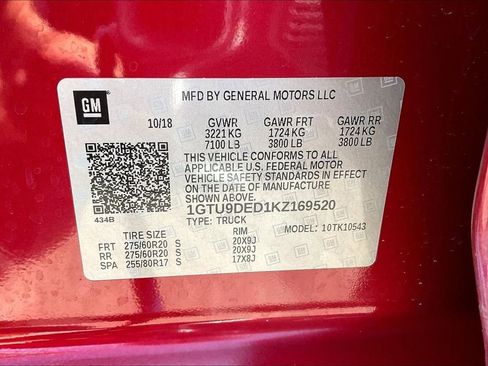 GM
MFD BY GENERAL MOTORS LLC
10/18 GVWR GAWR FRT GAWR RR
3221 KG 1724 KG 1724 KG
7100 LB 3800 LB 3800 LB
THIS VEHICLE CONFORMS TO ALL
APPLICABLE U.S. FEDERAL MOTOR
VEHICLE SAFETY STANDARDS IN EFFECT
ON THE DATE OF MANUFACTURE
SHOWN ABOVE
1GTU9DED1KZ169520
434B
TYPE: TRUCK MODEL: 10TK10543
TIRE SIZE RIM
FRT 275/60R20 S 20X9J
RR 275/60R20 S 20X9J
SPA 255/80R17 S 17X8J